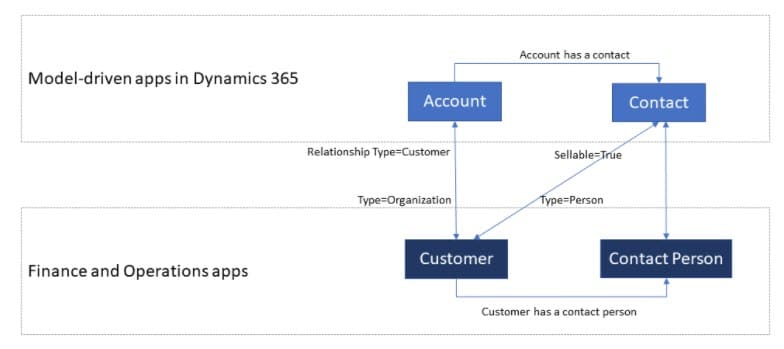 Account has a contact
Model-driven apps in Dynamics 365
Account
Contact
Relationship Type=Customer
Sellable=True
Type=Organization
Type=Person
Customer
Contact Person
Finance and Operations apps
Customer has a contact person